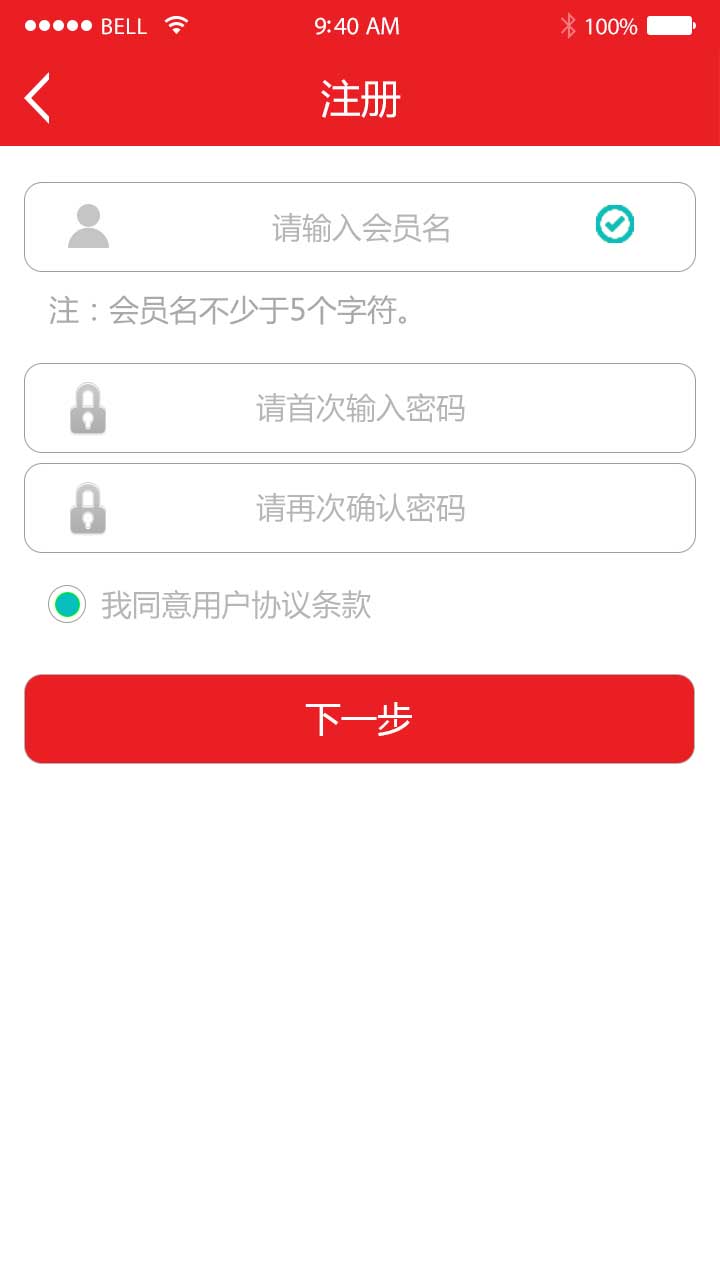 BELL 9:40 AM 100%
注册
请输入会员名
注：会员名不少于5个字符。
请首次输入密码
请再次确认密码
我同意用户协议条款
下一步